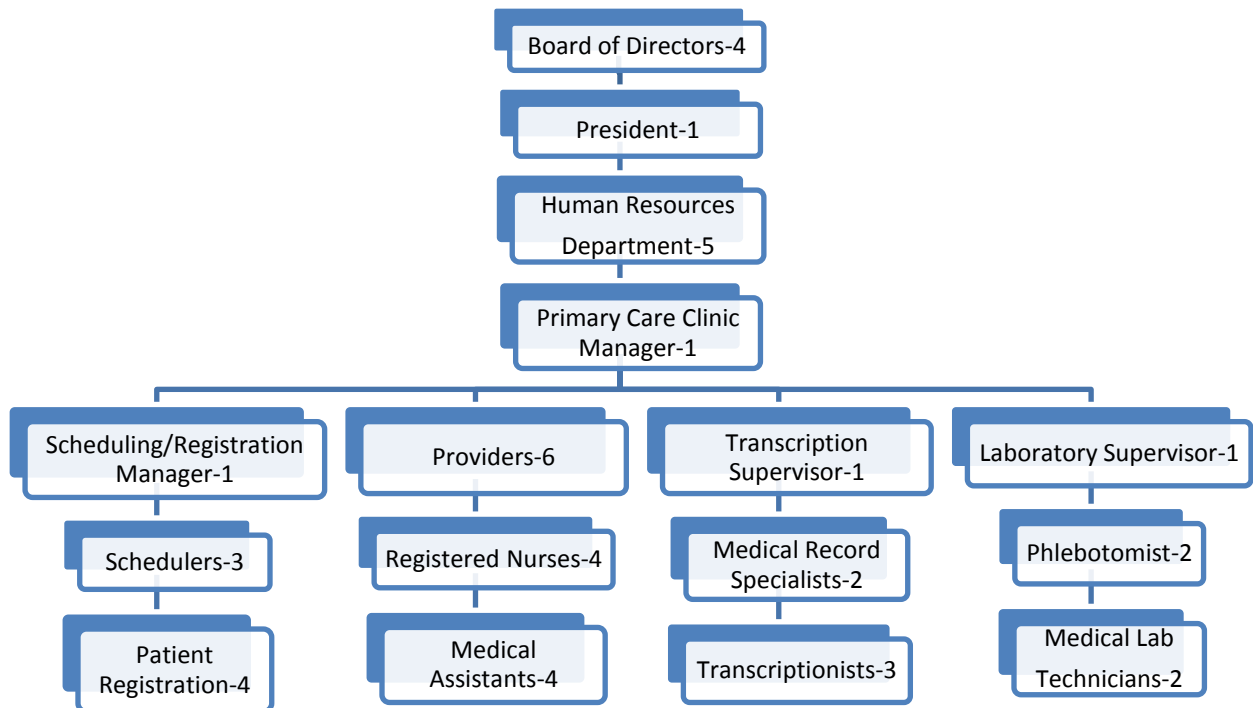 Board of Directors-4
President-1
Human Resources
Department-5
Primary Care Clinic
Manager-1
Scheduling/Registration
Manager-1
Providers-6
Transcription
Supervisor-1
Laboratory Supervisor-1
Schedulers-3
Registered Nurses-4
Medical Record
Specialists-2
Phlebotomist-2
Patient
Registration-4
Medical
Assistants-4
Transcriptionists-3
Medical Lab
Technicians-2